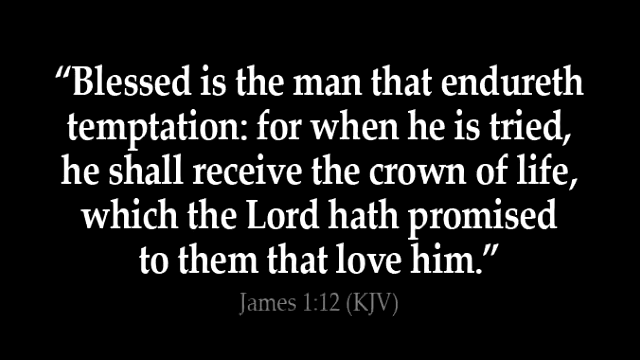 “Blessed is the man that endureth
temptation: for when he is tried,
he shall receive the crown of life,
which the Lord hath promised
to them that love him.”
James 1:12 (KJV)